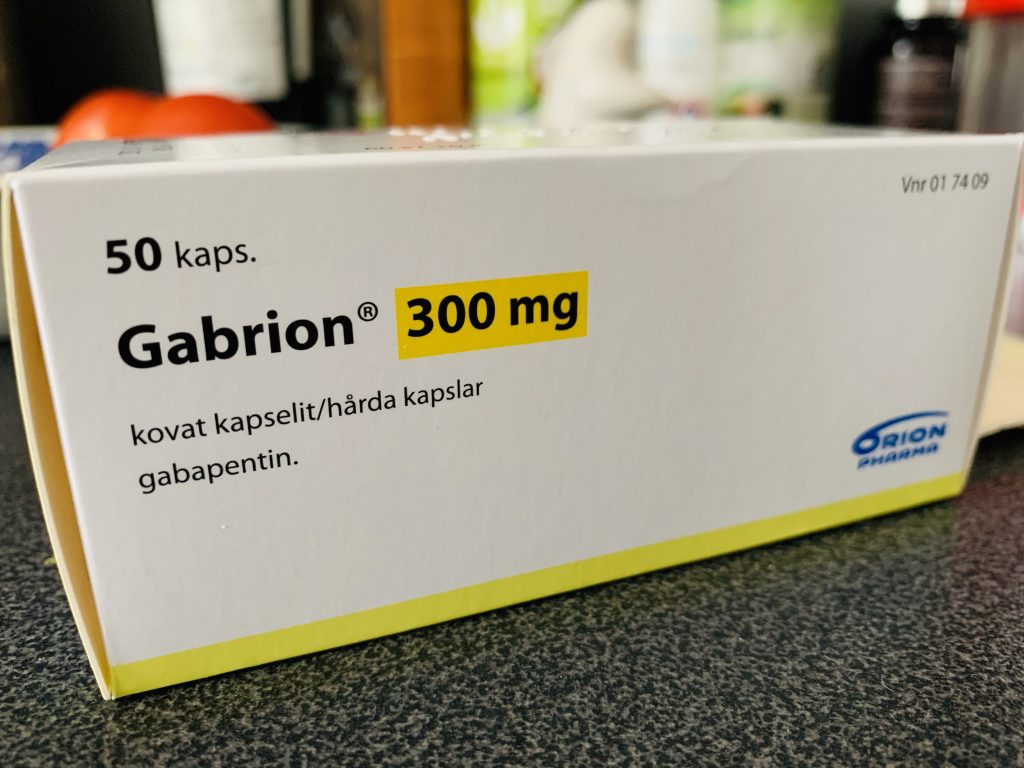 Vnr 01 74 09
50 kaps.
Gabrion® 300 mg
kovat kapselit/hårda kapslar
gabapentin.
ORION
PHARMA